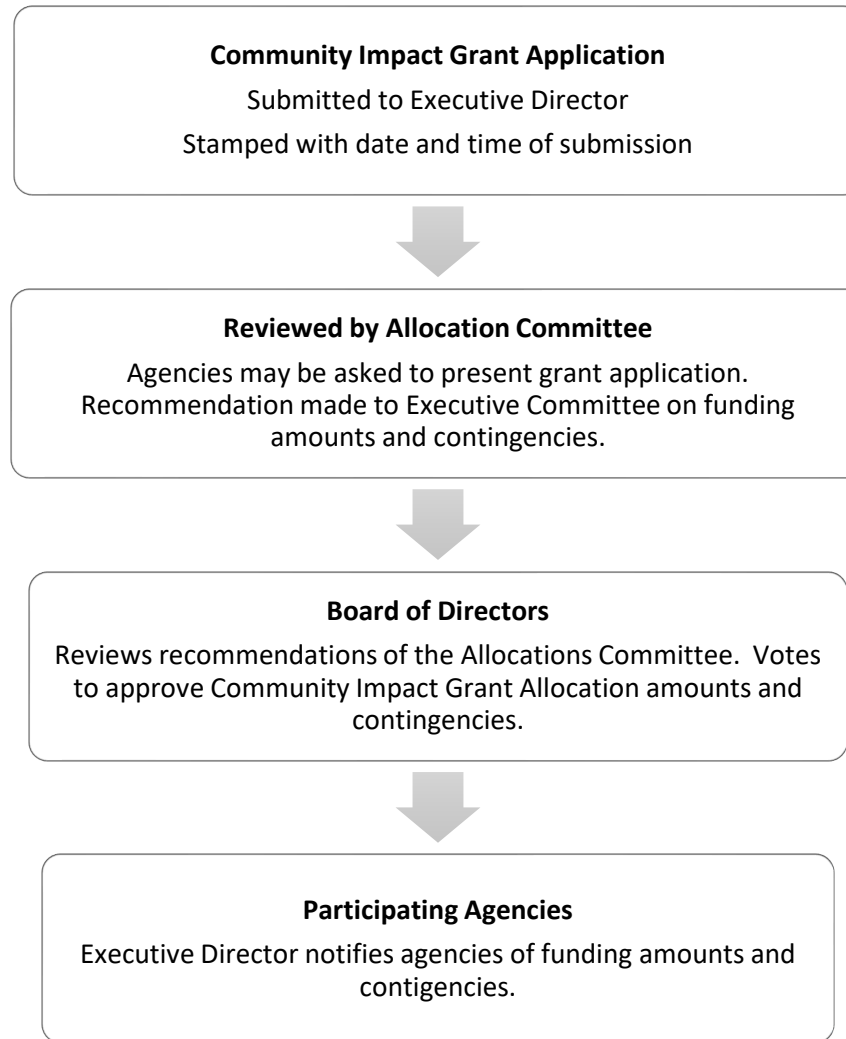 Community Impact Grant Application
Submitted to Executive Director
Stamped with date and time of submission
Reviewed by Allocation Committee
Agencies may be asked to present grant application.
Recommendation made to Executive Committee on funding
amounts and contingencies.
Board of Directors
Reviews recommendations of the Allocations Committee.  Votes
to approve Community Impact Grant Allocation amounts and
contingencies.
Participating Agencies
Executive Director notifies agencies of funding amounts and
contigencies.